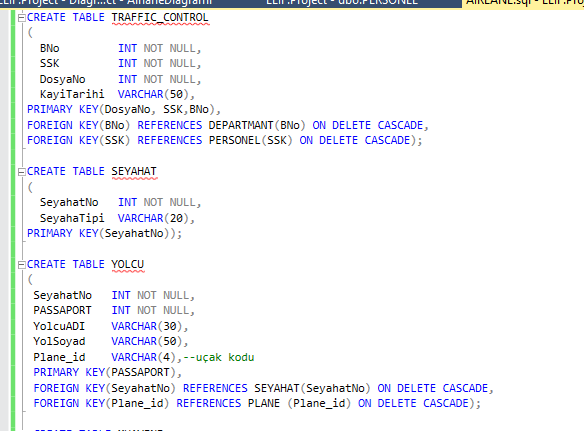 ELIF.Project - Diagr...ct - AirlaneDiagrami ELIF.Project - dbo.PERSONEL AIRLANE.sql - ELIF.Proj
CREATE TABLE TRAFFIC_CONTROL
(
BNo INT NOT NULL,
SSK INT NOT NULL,
DosyaNo INT NOT NULL,
KayiTarihi VARCHAR(50),
PRIMARY KEY(DosyaNo, SSK,BNo),
FOREIGN KEY(BNo) REFERENCES DEPARTMANT(BNo) ON DELETE CASCADE,
FOREIGN KEY(SSK) REFERENCES PERSONEL(SSK) ON DELETE CASCADE);
CREATE TABLE SEYAHAT
(
SeyahatNo INT NOT NULL,
SeyahaTipi VARCHAR(20),
PRIMARY KEY(SeyahatNo));
CREATE TABLE YOLCU
(
SeyahatNo INT NOT NULL,
PASSAPORT INT NOT NULL,
YolcuADI VARCHAR(30),
YolSoyad VARCHAR(50),
Plane_id VARCHAR(4),--uçak kodu
PRIMARY KEY(PASSAPORT),
FOREIGN KEY(SeyahatNo) REFERENCES SEYAHAT(SeyahatNo) ON DELETE CASCADE,
FOREIGN KEY(Plane_id) REFERENCES PLANE (Plane_id) ON DELETE CASCADE);
CREATE TABLE